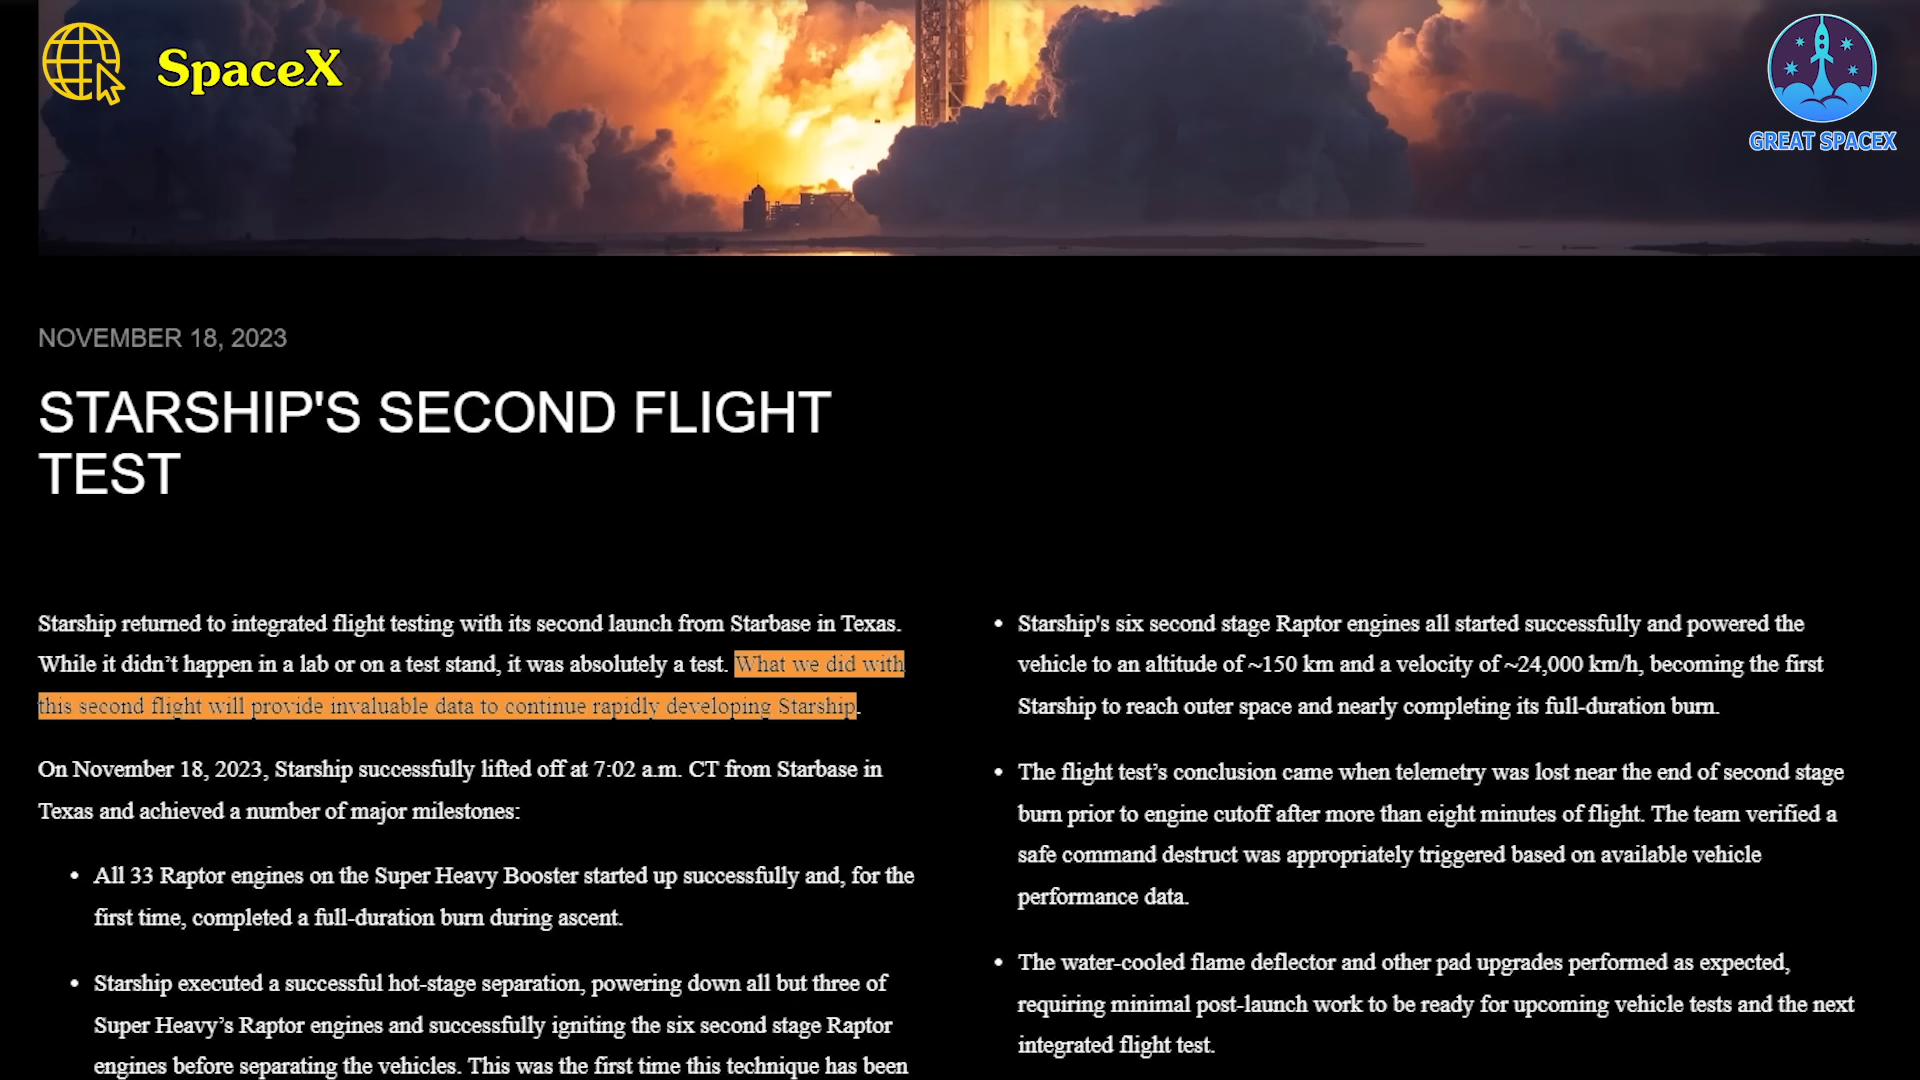 SpaceX
GREAT SPACEX
NOVEMBER 18, 2023
STARSHIP'S SECOND FLIGHT
TEST
Starship returned to integrated flight testing with its second launch from Starbase in Texas.
While it didn’t happen in a lab or on a test stand, it was absolutely a test. What we did with
this second flight will provide invaluable data to continue rapidly developing Starship.
On November 18, 2023, Starship successfully lifted off at 7:02 a.m. CT from Starbase in
Texas and achieved a number of major milestones:
• All 33 Raptor engines on the Super Heavy Booster started up successfully and, for the
first time, completed a full-duration burn during ascent.
• Starship executed a successful hot-stage separation, powering down all but three of
Super Heavy’s Raptor engines and successfully igniting the six second stage Raptor
engines before separating the vehicles. This was the first time this technique has been
• Starship's six second stage Raptor engines all started successfully and powered the
vehicle to an altitude of ~150 km and a velocity of ~24,000 km/h, becoming the first
Starship to reach outer space and nearly completing its full-duration burn.
• The flight test’s conclusion came when telemetry was lost near the end of second stage
burn prior to engine cutoff after more than eight minutes of flight. The team verified a
safe command destruct was appropriately triggered based on available vehicle
performance data.
• The water-cooled flame deflector and other pad upgrades performed as expected,
requiring minimal post-launch work to be ready for upcoming vehicle tests and the next
integrated flight test.